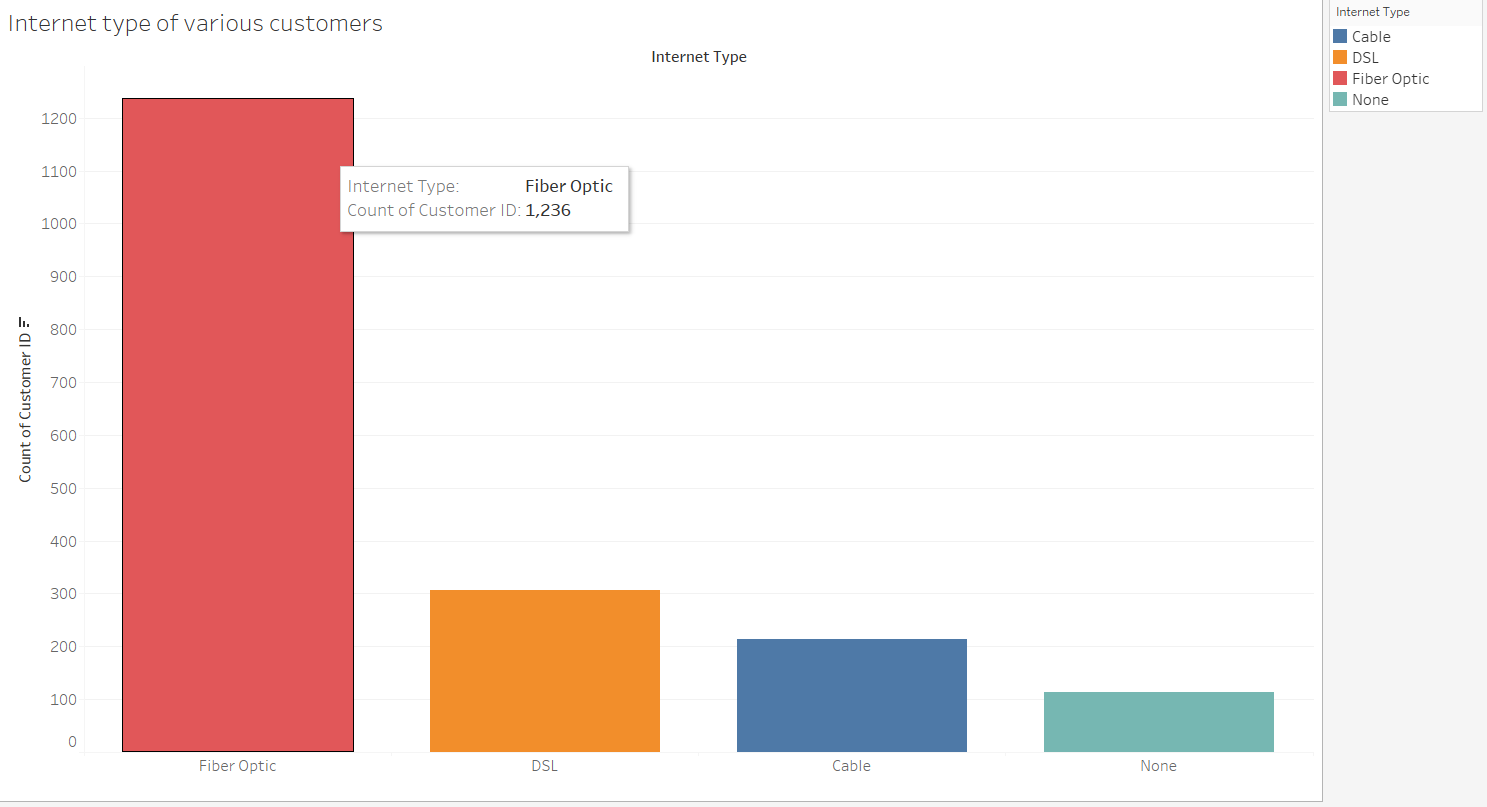 Internet type of various customers
Internet Type
Count of Customer ID
1200
1100
1000
900
800
700
600
500
400
300
200
100
0
Internet Type: Fiber Optic
Count of Customer ID: 1,236
Fiber Optic
DSL
Cable
None
Internet Type
Cable
DSL
Fiber Optic
None